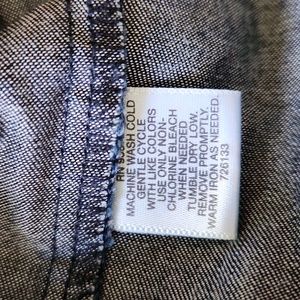 RN
MACHINE WASH COLD
GENTLE CYCLE,
WITH LIKE COLORS
USE ONLY NON-
CHLORINE BLEACH
WHEN NEEDED
TUMBLE DRY LOW.
REMOVE PROMPTLY.
WARM IRON AS NEEDED.
726133